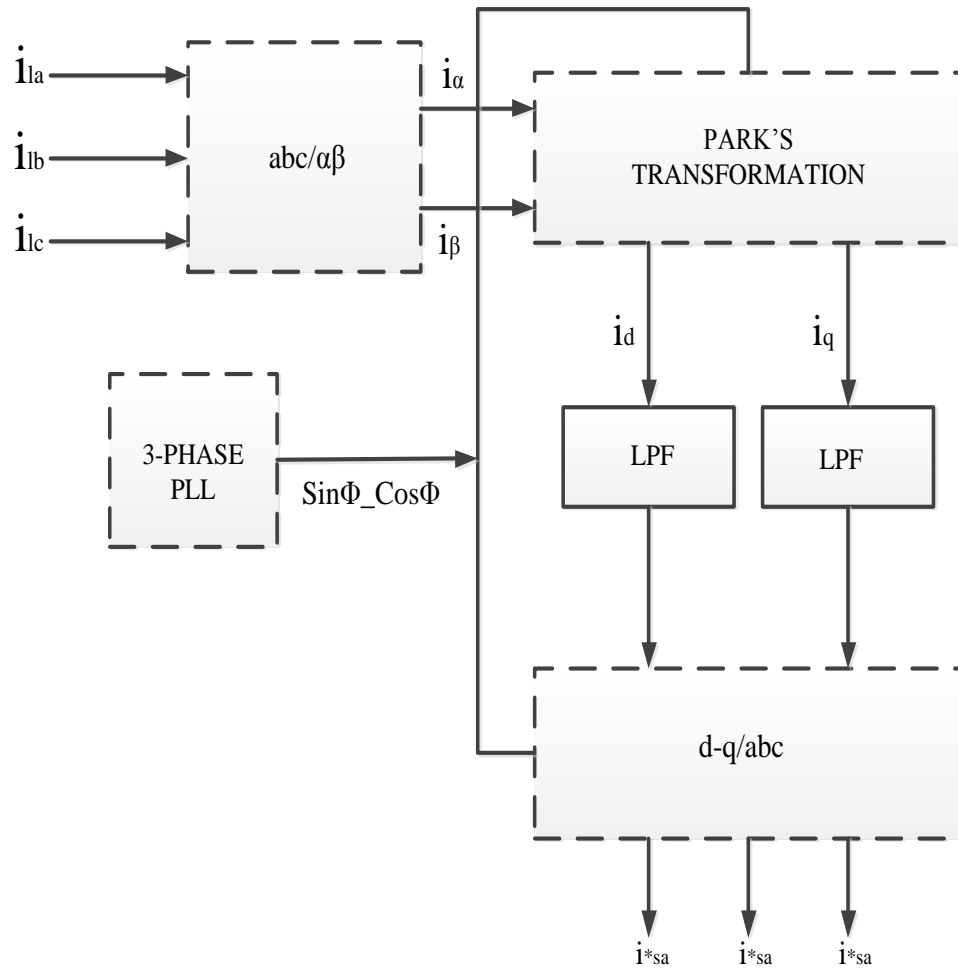 ila
iα
ilb
abc/αβ
PARK'S
TRANSFORMATION
ilc
iβ
id
iq
3-PHASE
PLL
SinΦ_CosΦ
LPF
LPF
d-q/abc
i*sa
i*sa
i*sa